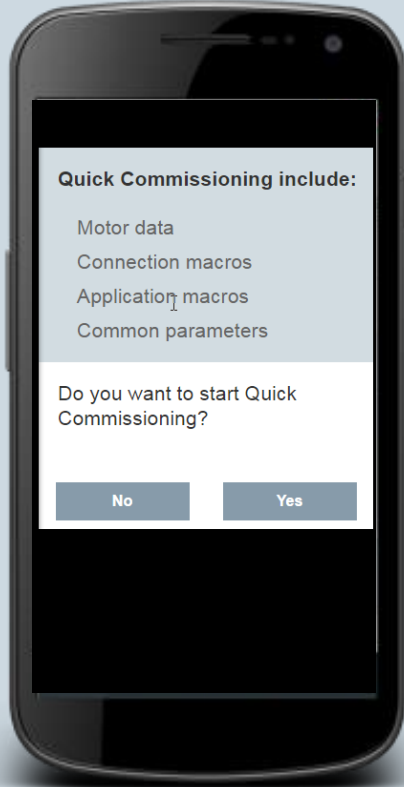 Quick Commissioning include:
Motor data
Connection macros
Application macros
Common parameters
Do you want to start Quick
Commissioning?
No
Yes